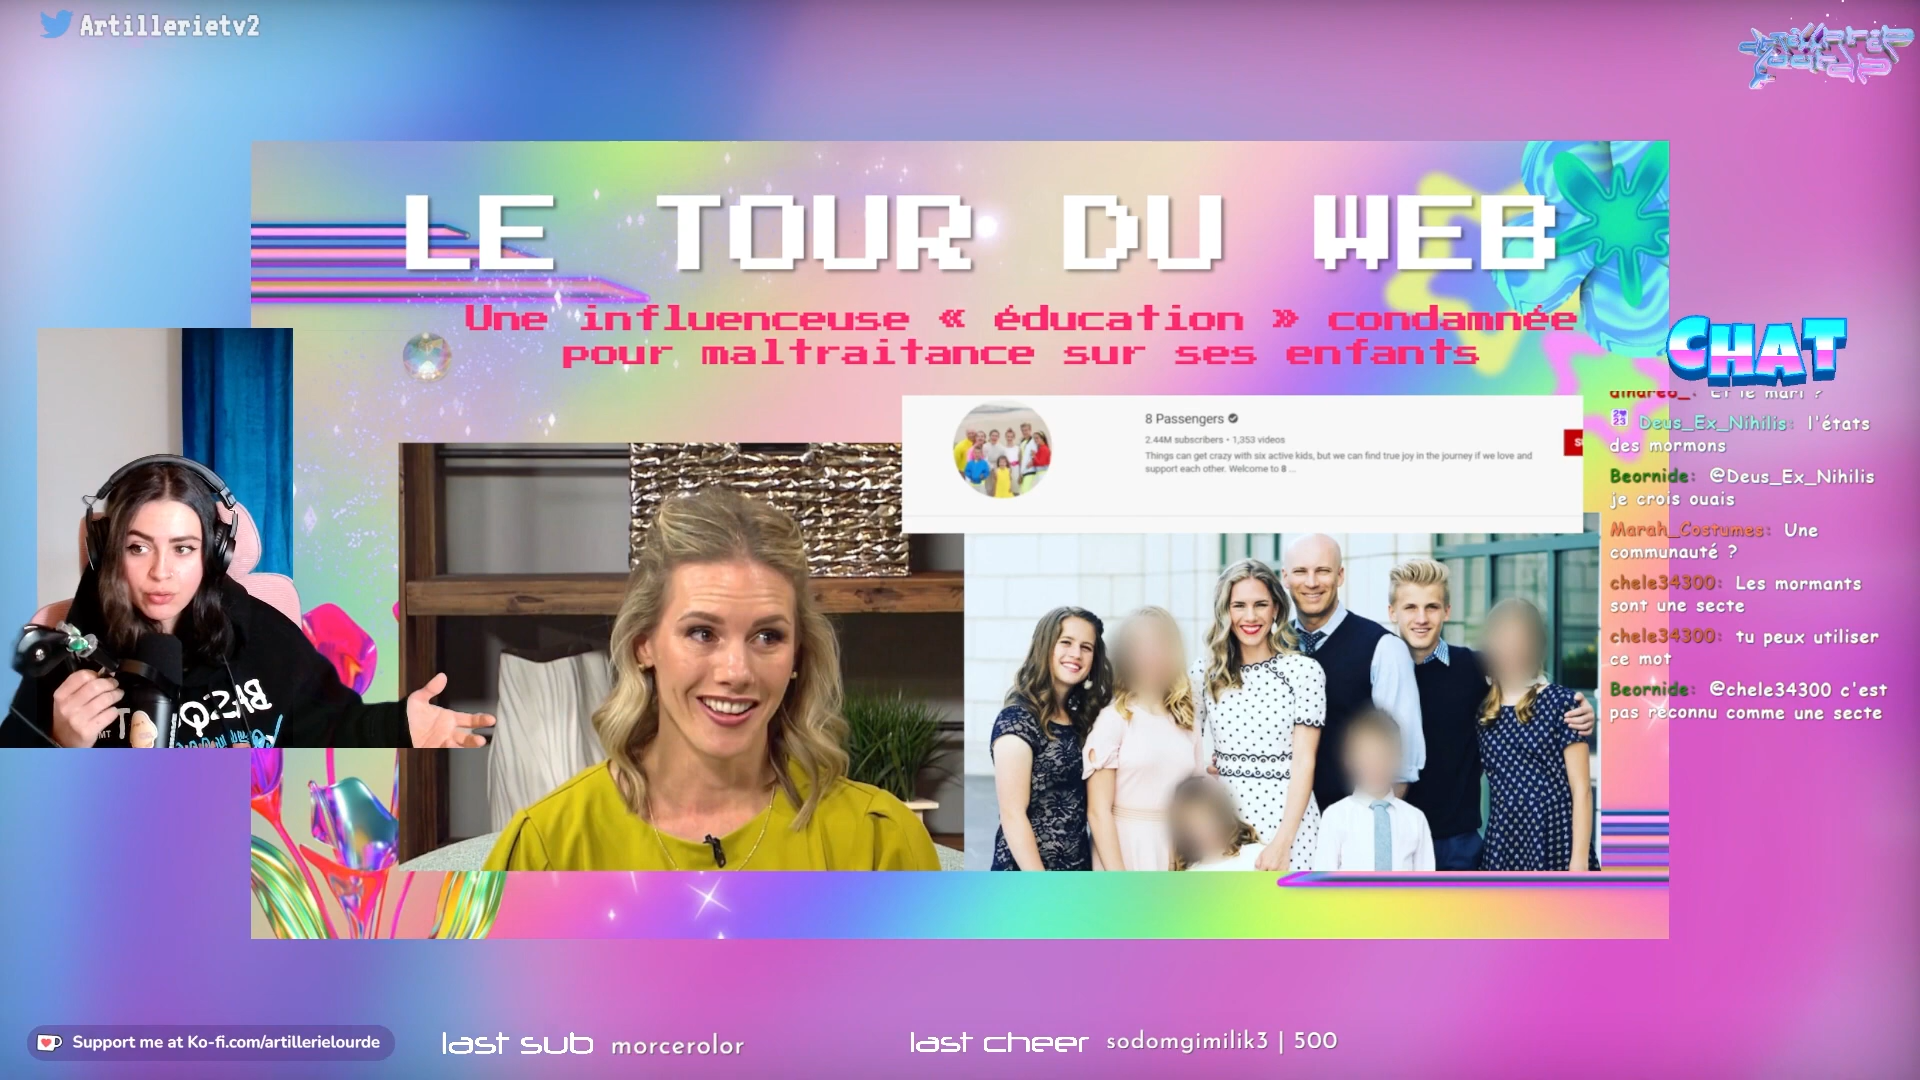 Artillerietv2
LE TOUR DU WEB
Une influenceuse « éducation » condamnée
pour maltraitance sur ses enfants
8 Passengers
2.44M subscribers • 1,353 videos
Things can get crazy with six active kids, but we can find true joy in the journey if we love and
support each other. Welcome to 8 ...
CHAT
Et le mari ?
Deus_Ex_Nihilis: l'états
des mormons
Beornide: @Deus_Ex_Nihilis
je crois ouais
Marah_Costumes: Une
communauté ?
chele34300: Les mormants
sont une secte
chele34300: tu peux utiliser
ce mot
Beornide: @chele34300 c'est
pas reconnu comme une secte
Support me at Ko-fi.com/artillerielourde
last sub morcerolor
last cheer sodomgimilik3 | 500